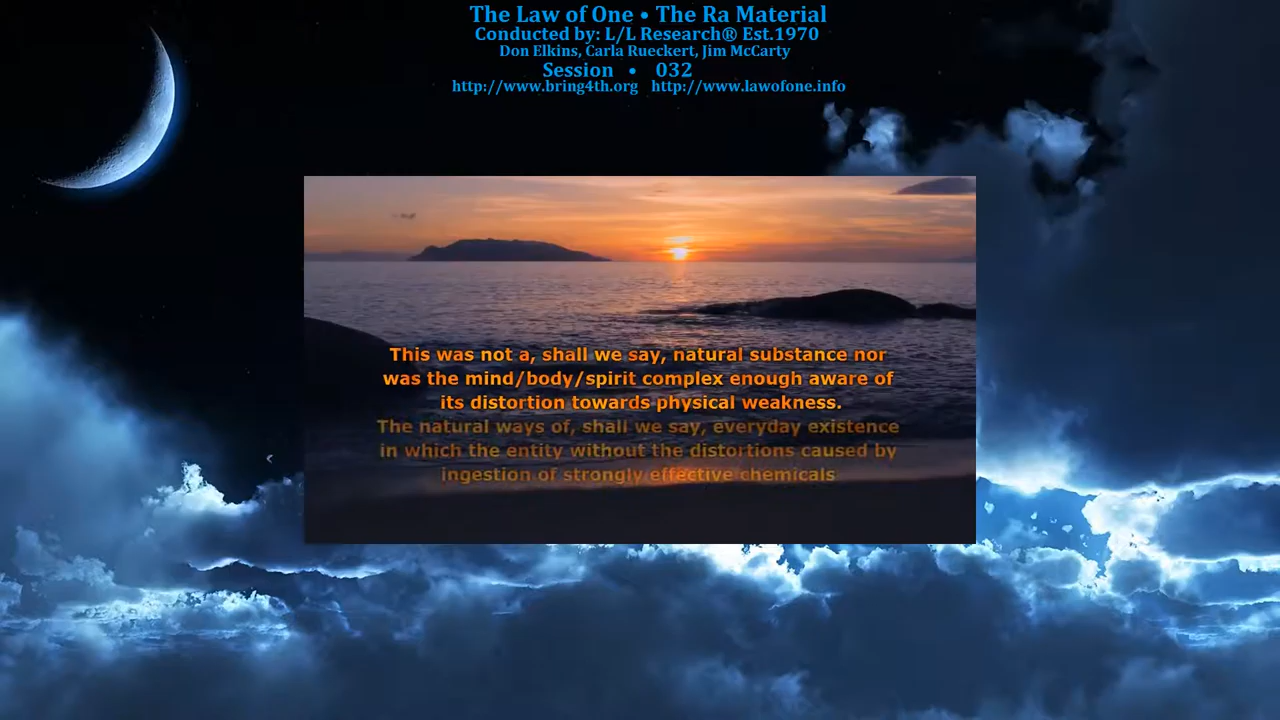 The Law of One • The Ra Material
Conducted by: L/L Research® Est.1970
Don Elkins, Carla Rueckert, Jim McCarty
Session • 032
http://www.bring4th.org http://www.lawofone.info
This was not a, shall we say, natural substance nor
was the mind/body/spirit complex enough aware of
its distortion towards physical weakness.
The natural ways of, shall we say, everyday existence
in which the entity without the distortions caused by
ingestion of strongly effective chemicals